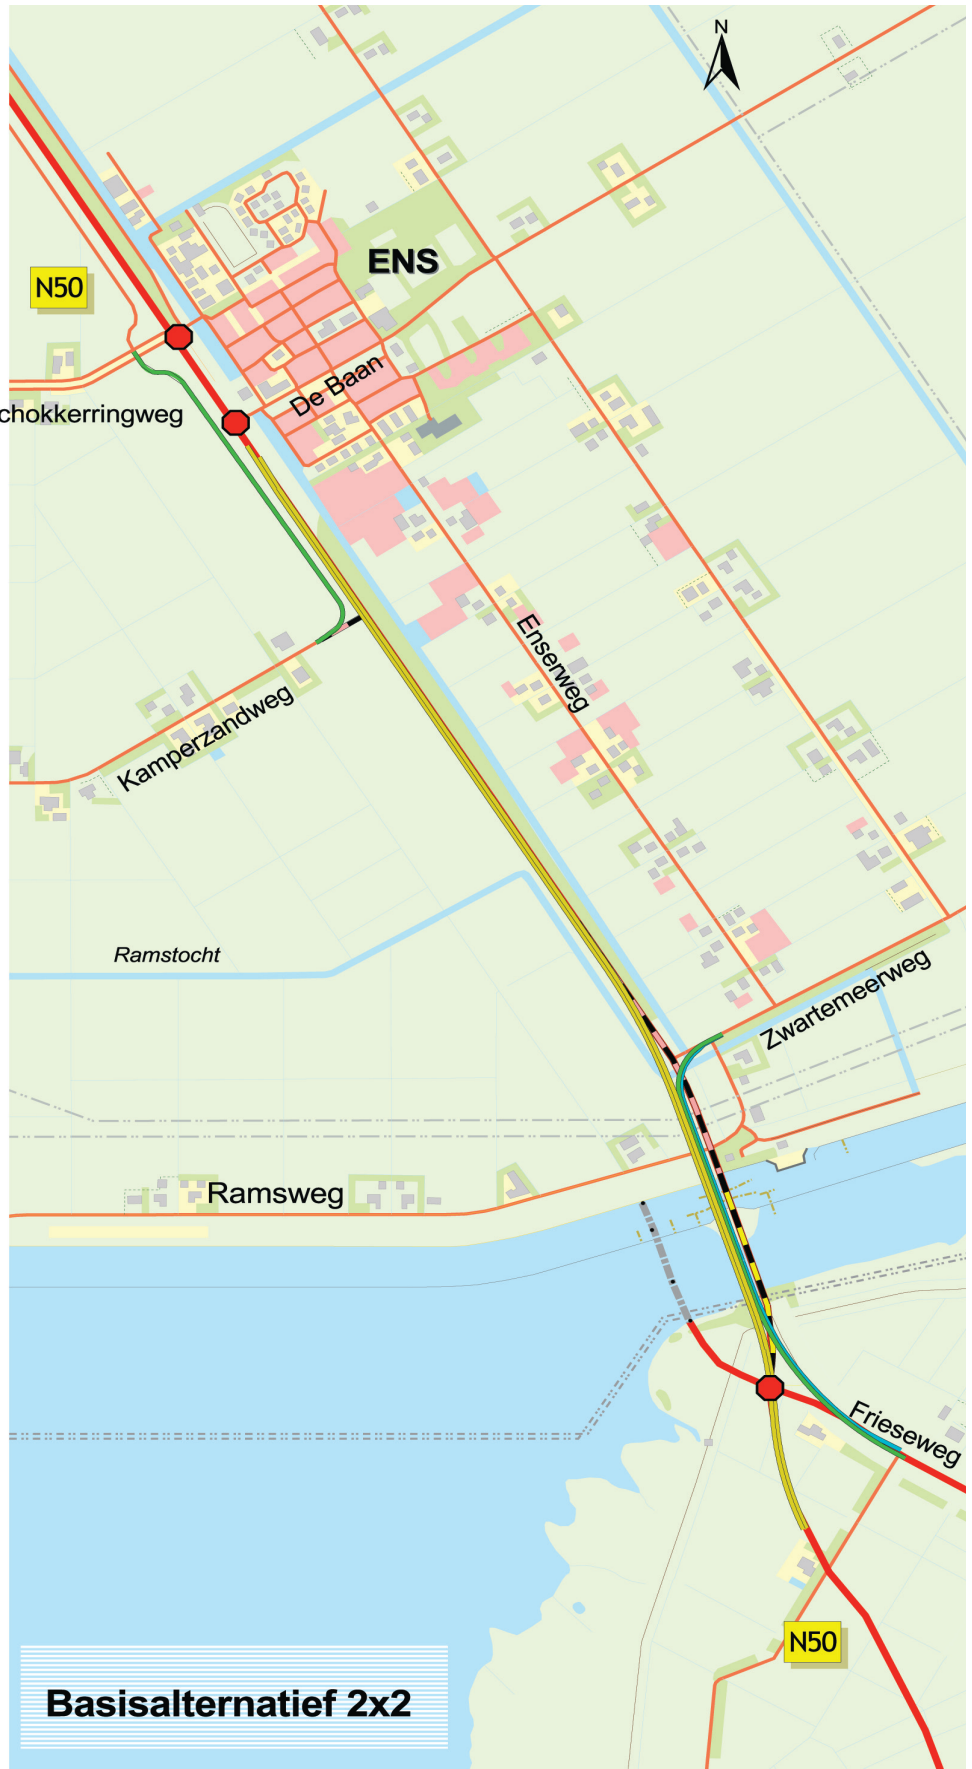 N
ENS
N50
De Baan
chokkerringweg
Enserweg
Kamperzandweg
Ramstocht
Zwartemeerweg
Ramsweg
Frieseweg
N50
Basisalternatief 2x2